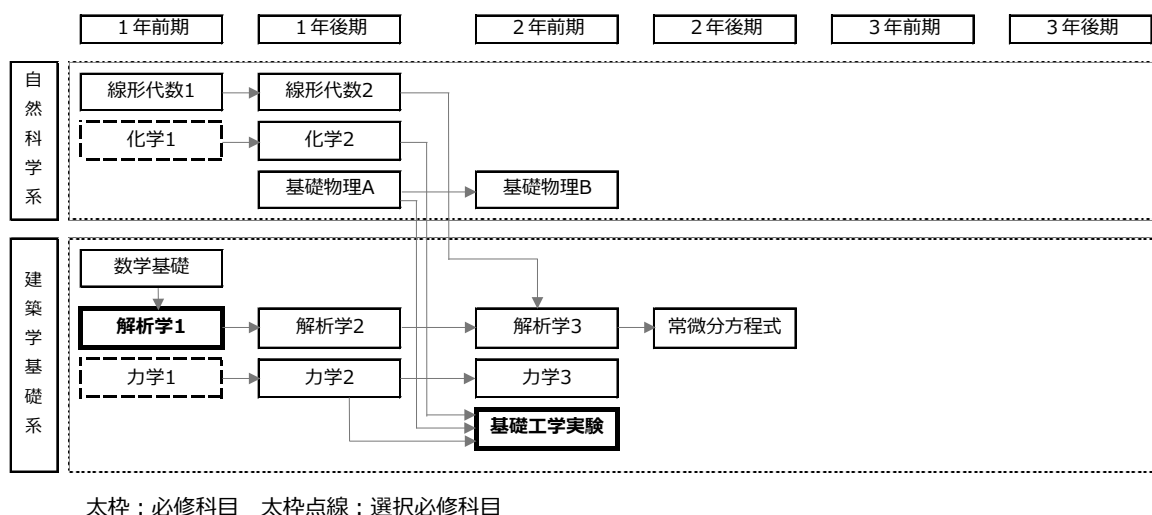 １年前期 １年後期 ２年前期 ２年後期 ３年前期 ３年後期
自然科学系
線形代数1 線形代数2
化学1 化学2
基礎物理A 基礎物理B
建築学基礎系
数学基礎
解析学1 解析学2 解析学3 常微分方程式
力学1 力学2 力学3
基礎工学実験
太枠：必修科目　太枠点線：選択必修科目